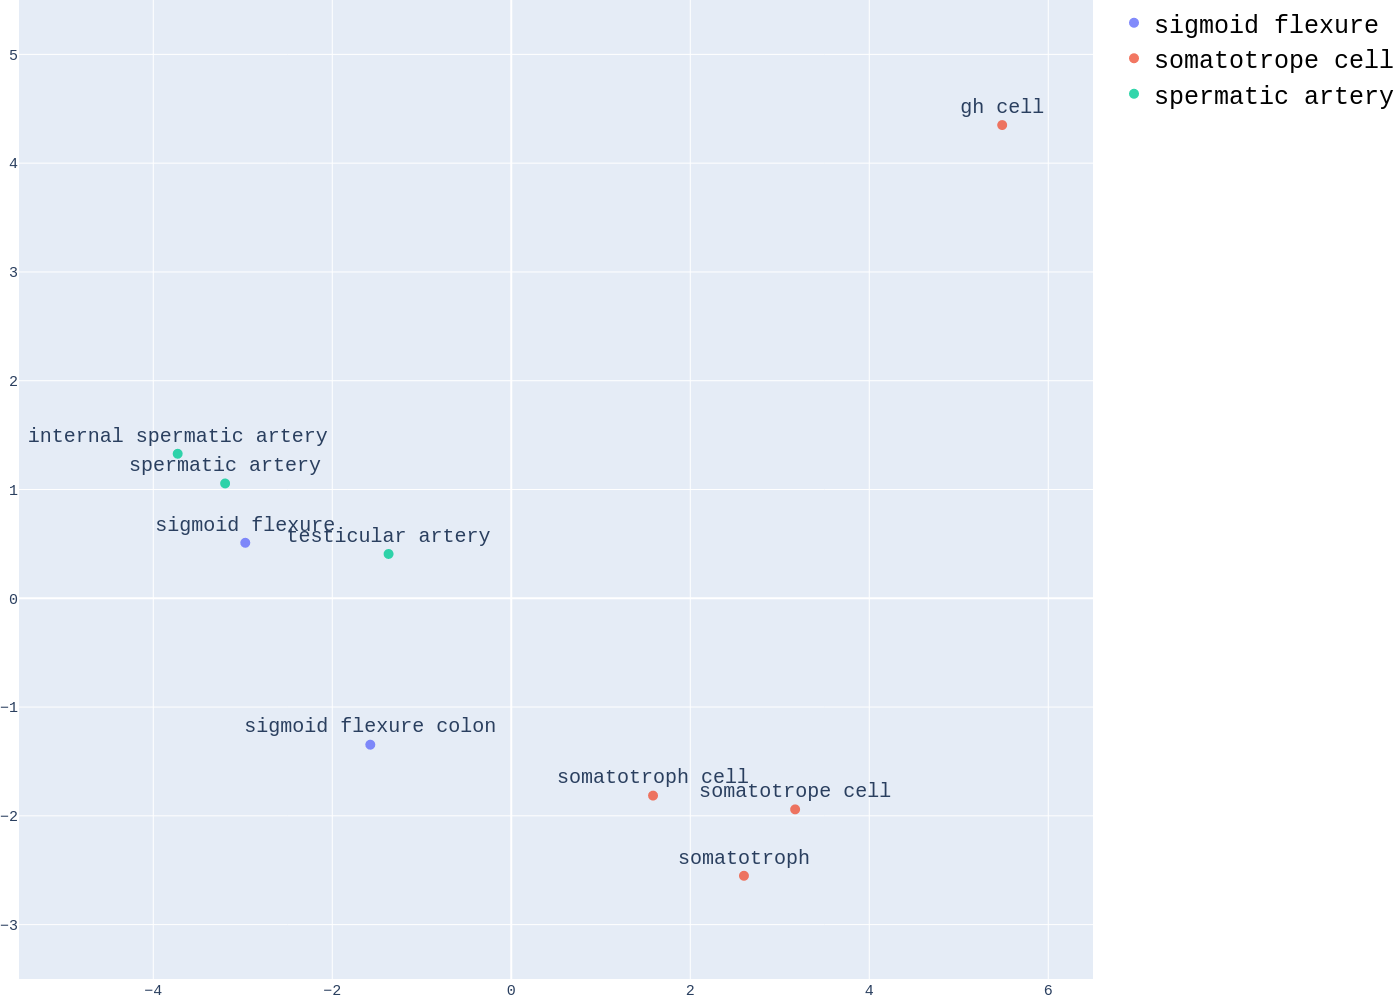 sigmoid flexure
somatotrope cell
spermatic artery
5
4
3
2
1
0
−1
−2
−3
gh cell
internal spermatic artery
spermatic artery
sigmoid flexure
testicular artery
sigmoid flexure colon
somatotroph cell
somatotrope cell
somatotroph
−4
−2
0
2
4
6